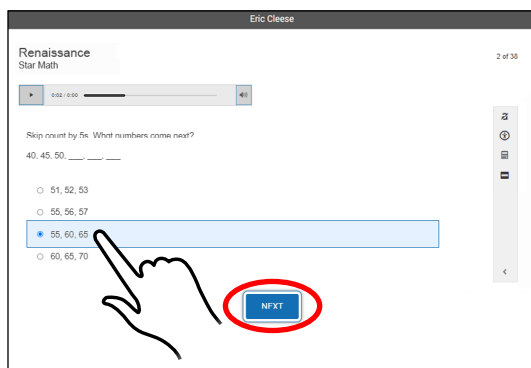 Eric Cleese
Renaissance
Star Math
2 of 38
0:02 / 0:00
Skip count by 5s. What numbers come next?
40, 45, 50, ___, ___, ___
51, 52, 53
55, 56, 57
55, 60, 65
60, 65, 70
NEXT